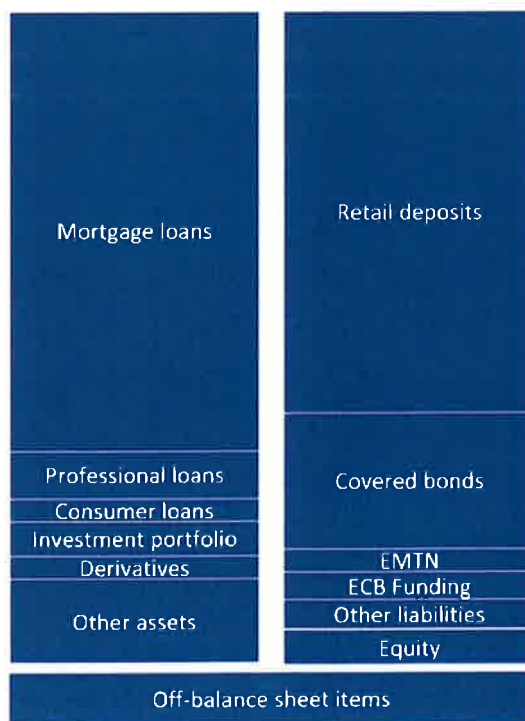 Mortgage loans
Professional loans
Consumer loans
Investment portfolio
Derivatives
Other assets
Retail deposits
Covered bonds
EMTN
ECB Funding
Other liabilities
Equity
Off-balance sheet items